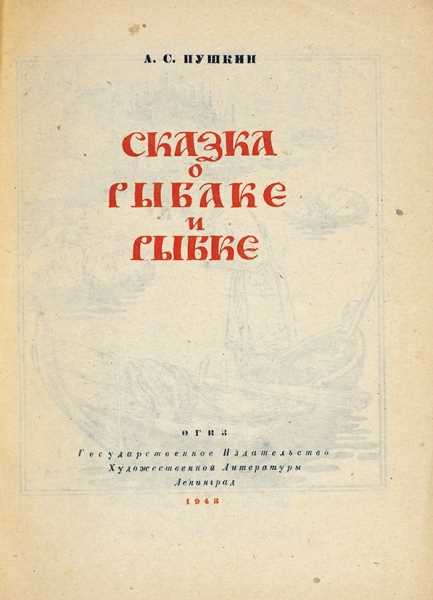 А. С. ПУШКИН
СКАЗКА
О
РЫБАКЕ
И
РЫБКЕ
ОГИЗ
Государственное Издательство
Художественной Литературы
Ленинград
1948